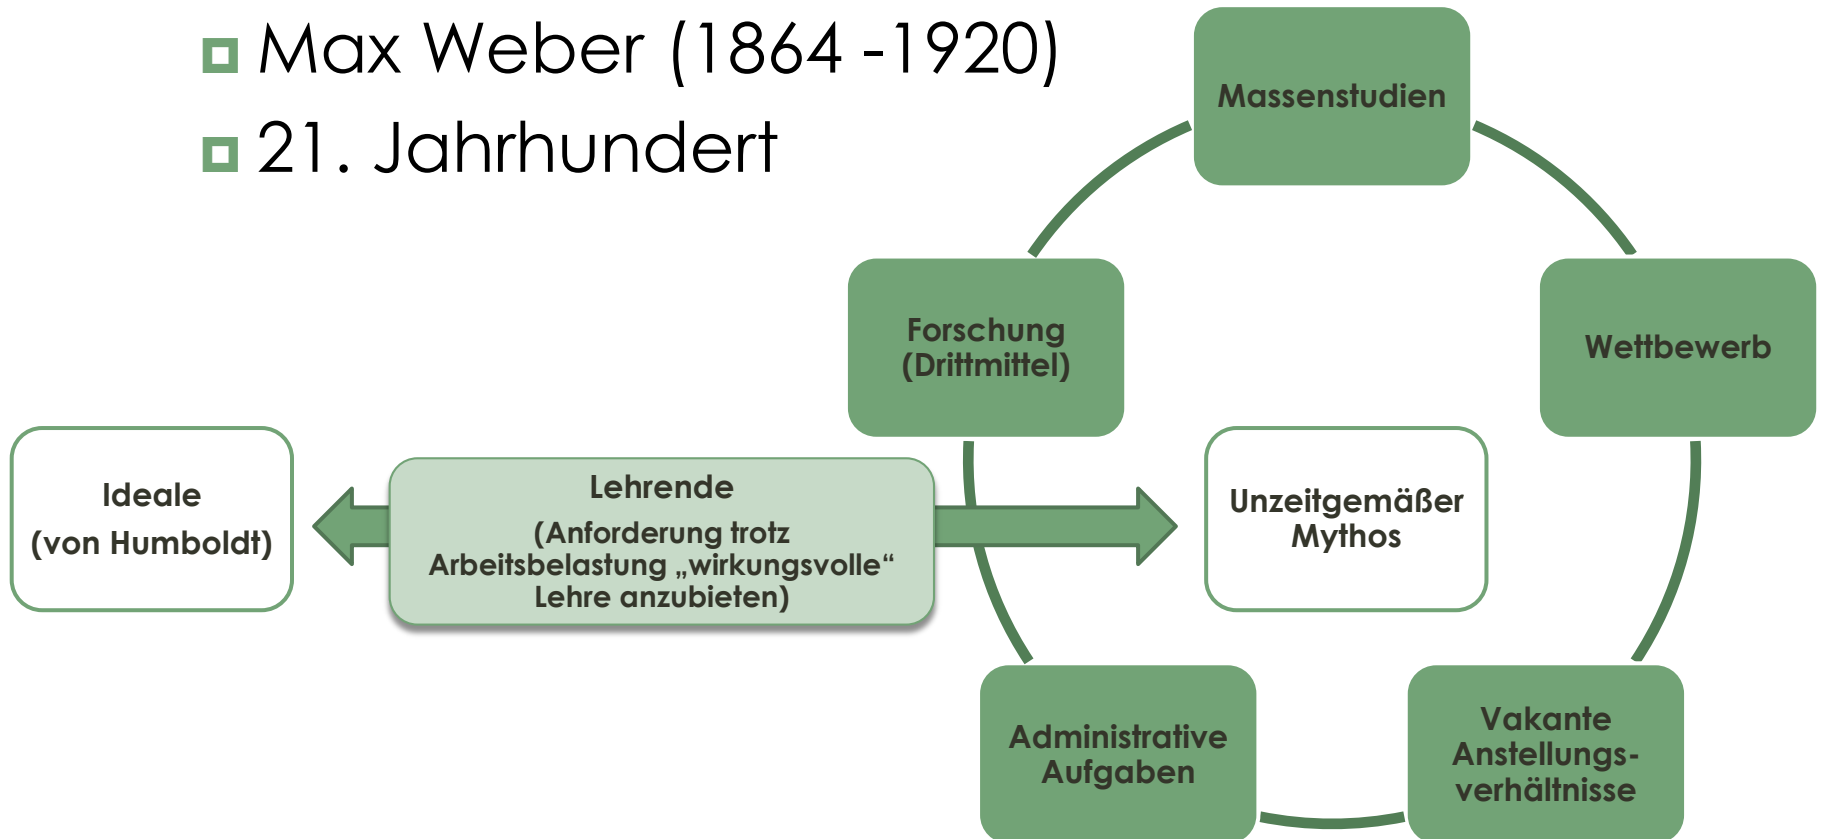 Max Weber (1864 -1920)
21. Jahrhundert
Massenstudien
Forschung
(Drittmittel)
Wettbewerb
Ideale
(von Humboldt)
Lehrende
(Anforderung trotz
Arbeitsbelastung „wirkungsvolle“
Lehre anzubieten)
Unzeitgemäßer
Mythos
Administrative
Aufgaben
Vakante
Anstellungs-
verhältnisse